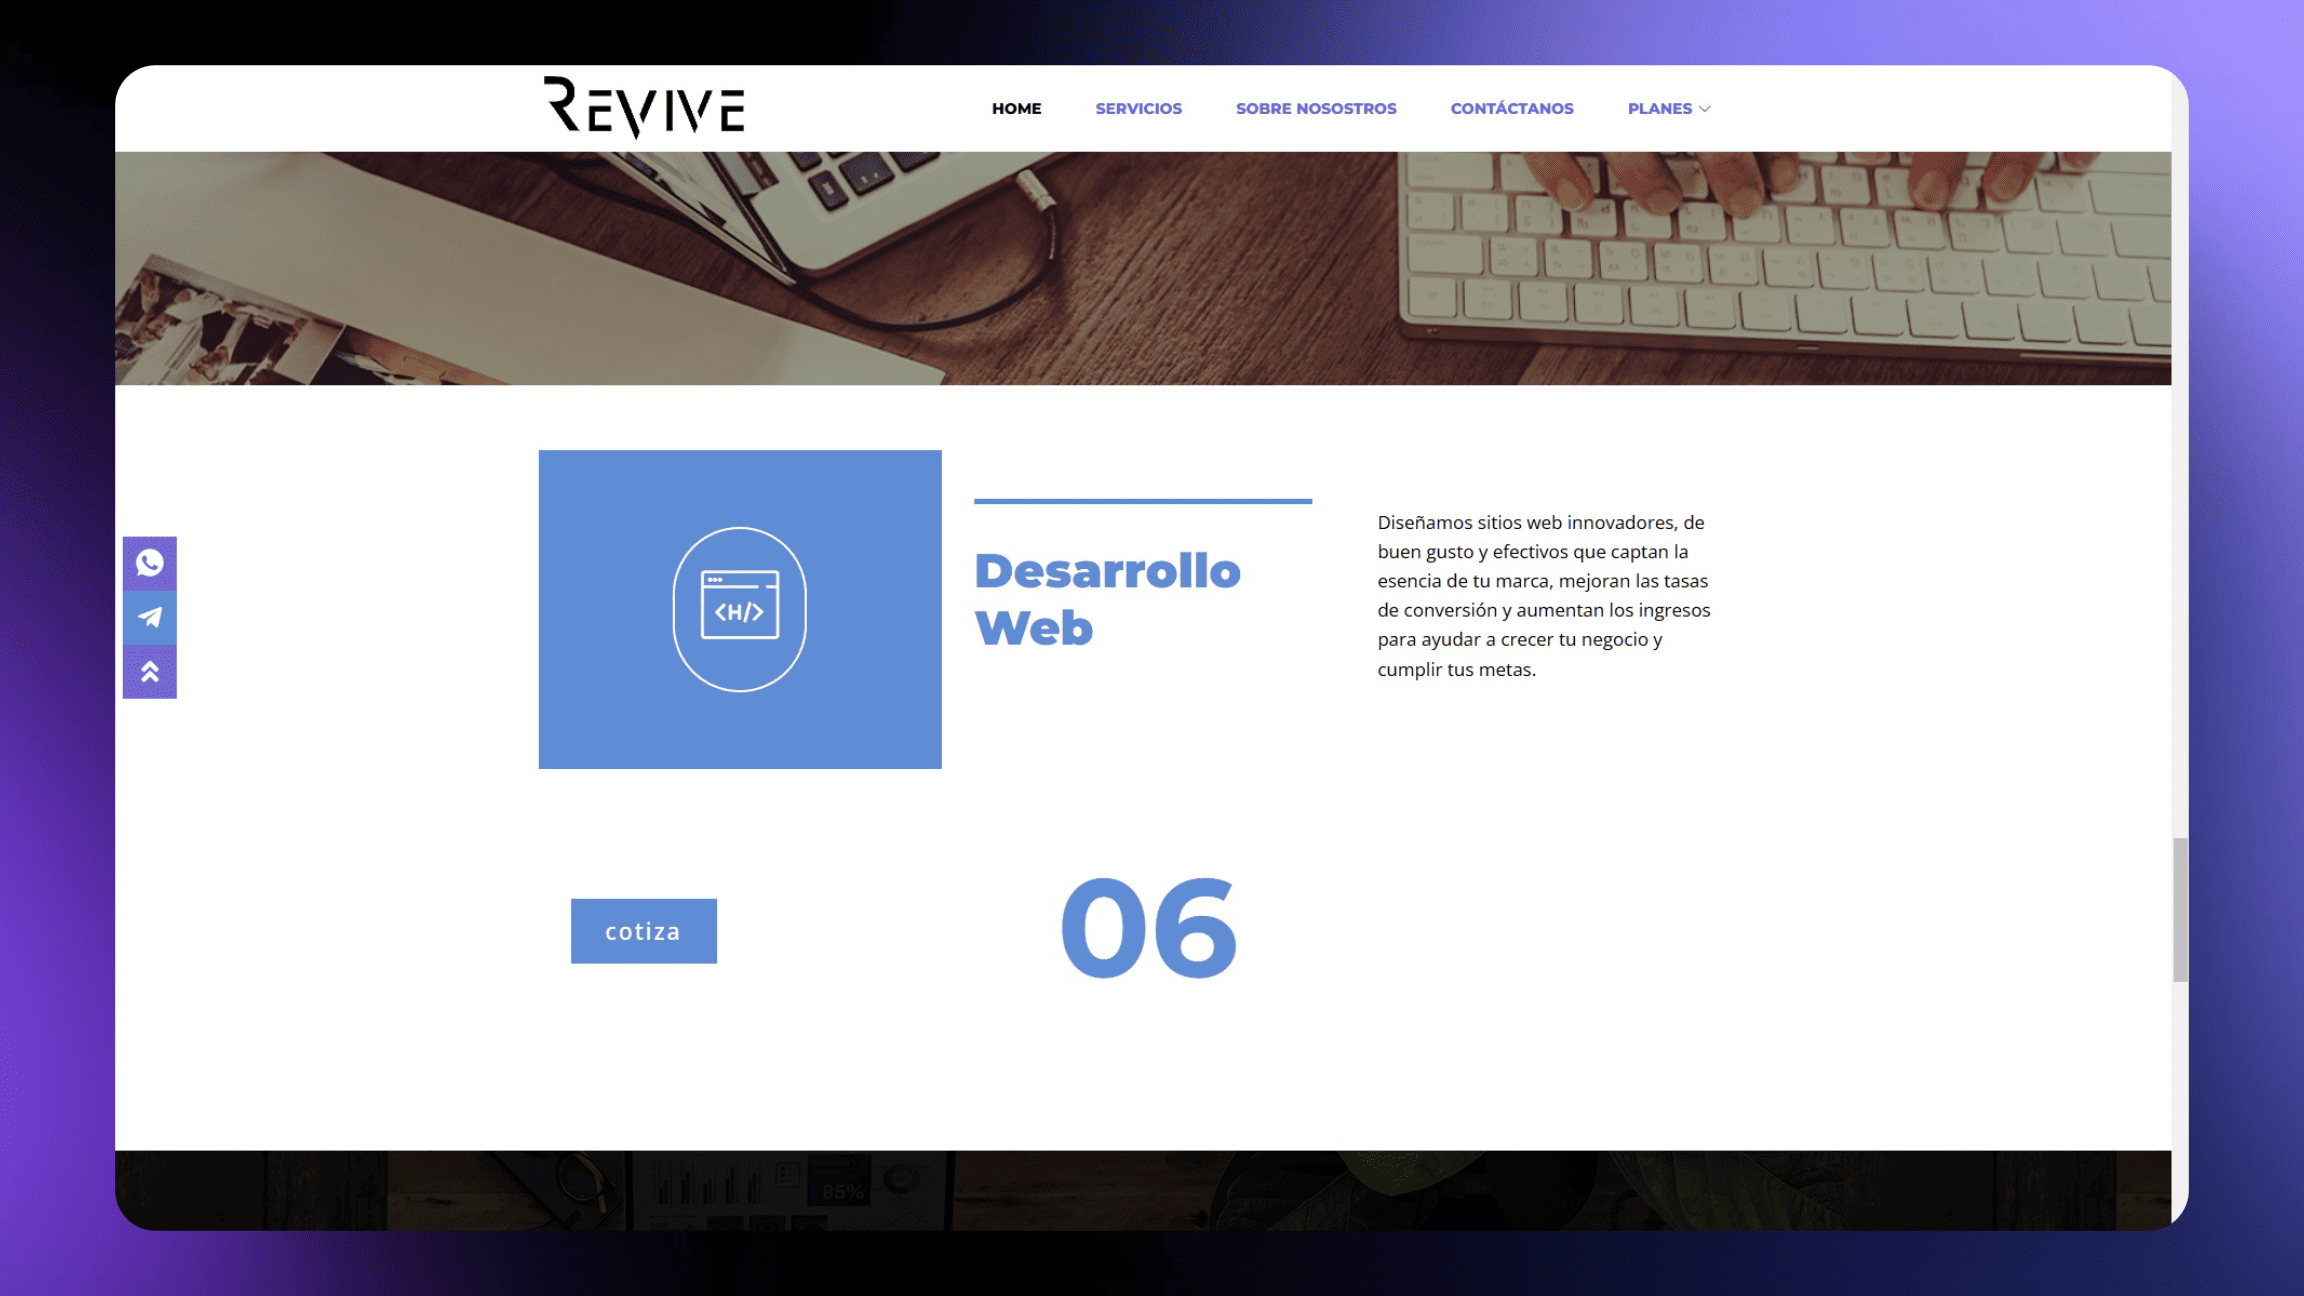 REVIVE
HOME SERVICIOS SOBRE NOSOSTROS CONTÁCTANOS PLANES
<H/>
Desarrollo
Web
Diseñamos sitios web innovadores, de
buen gusto y efectivos que captan la
esencia de tu marca, mejoran las tasas
de conversión y aumentan los ingresos
para ayudar a crecer tu negocio y
cumplir tus metas.
cotiza
06
85%